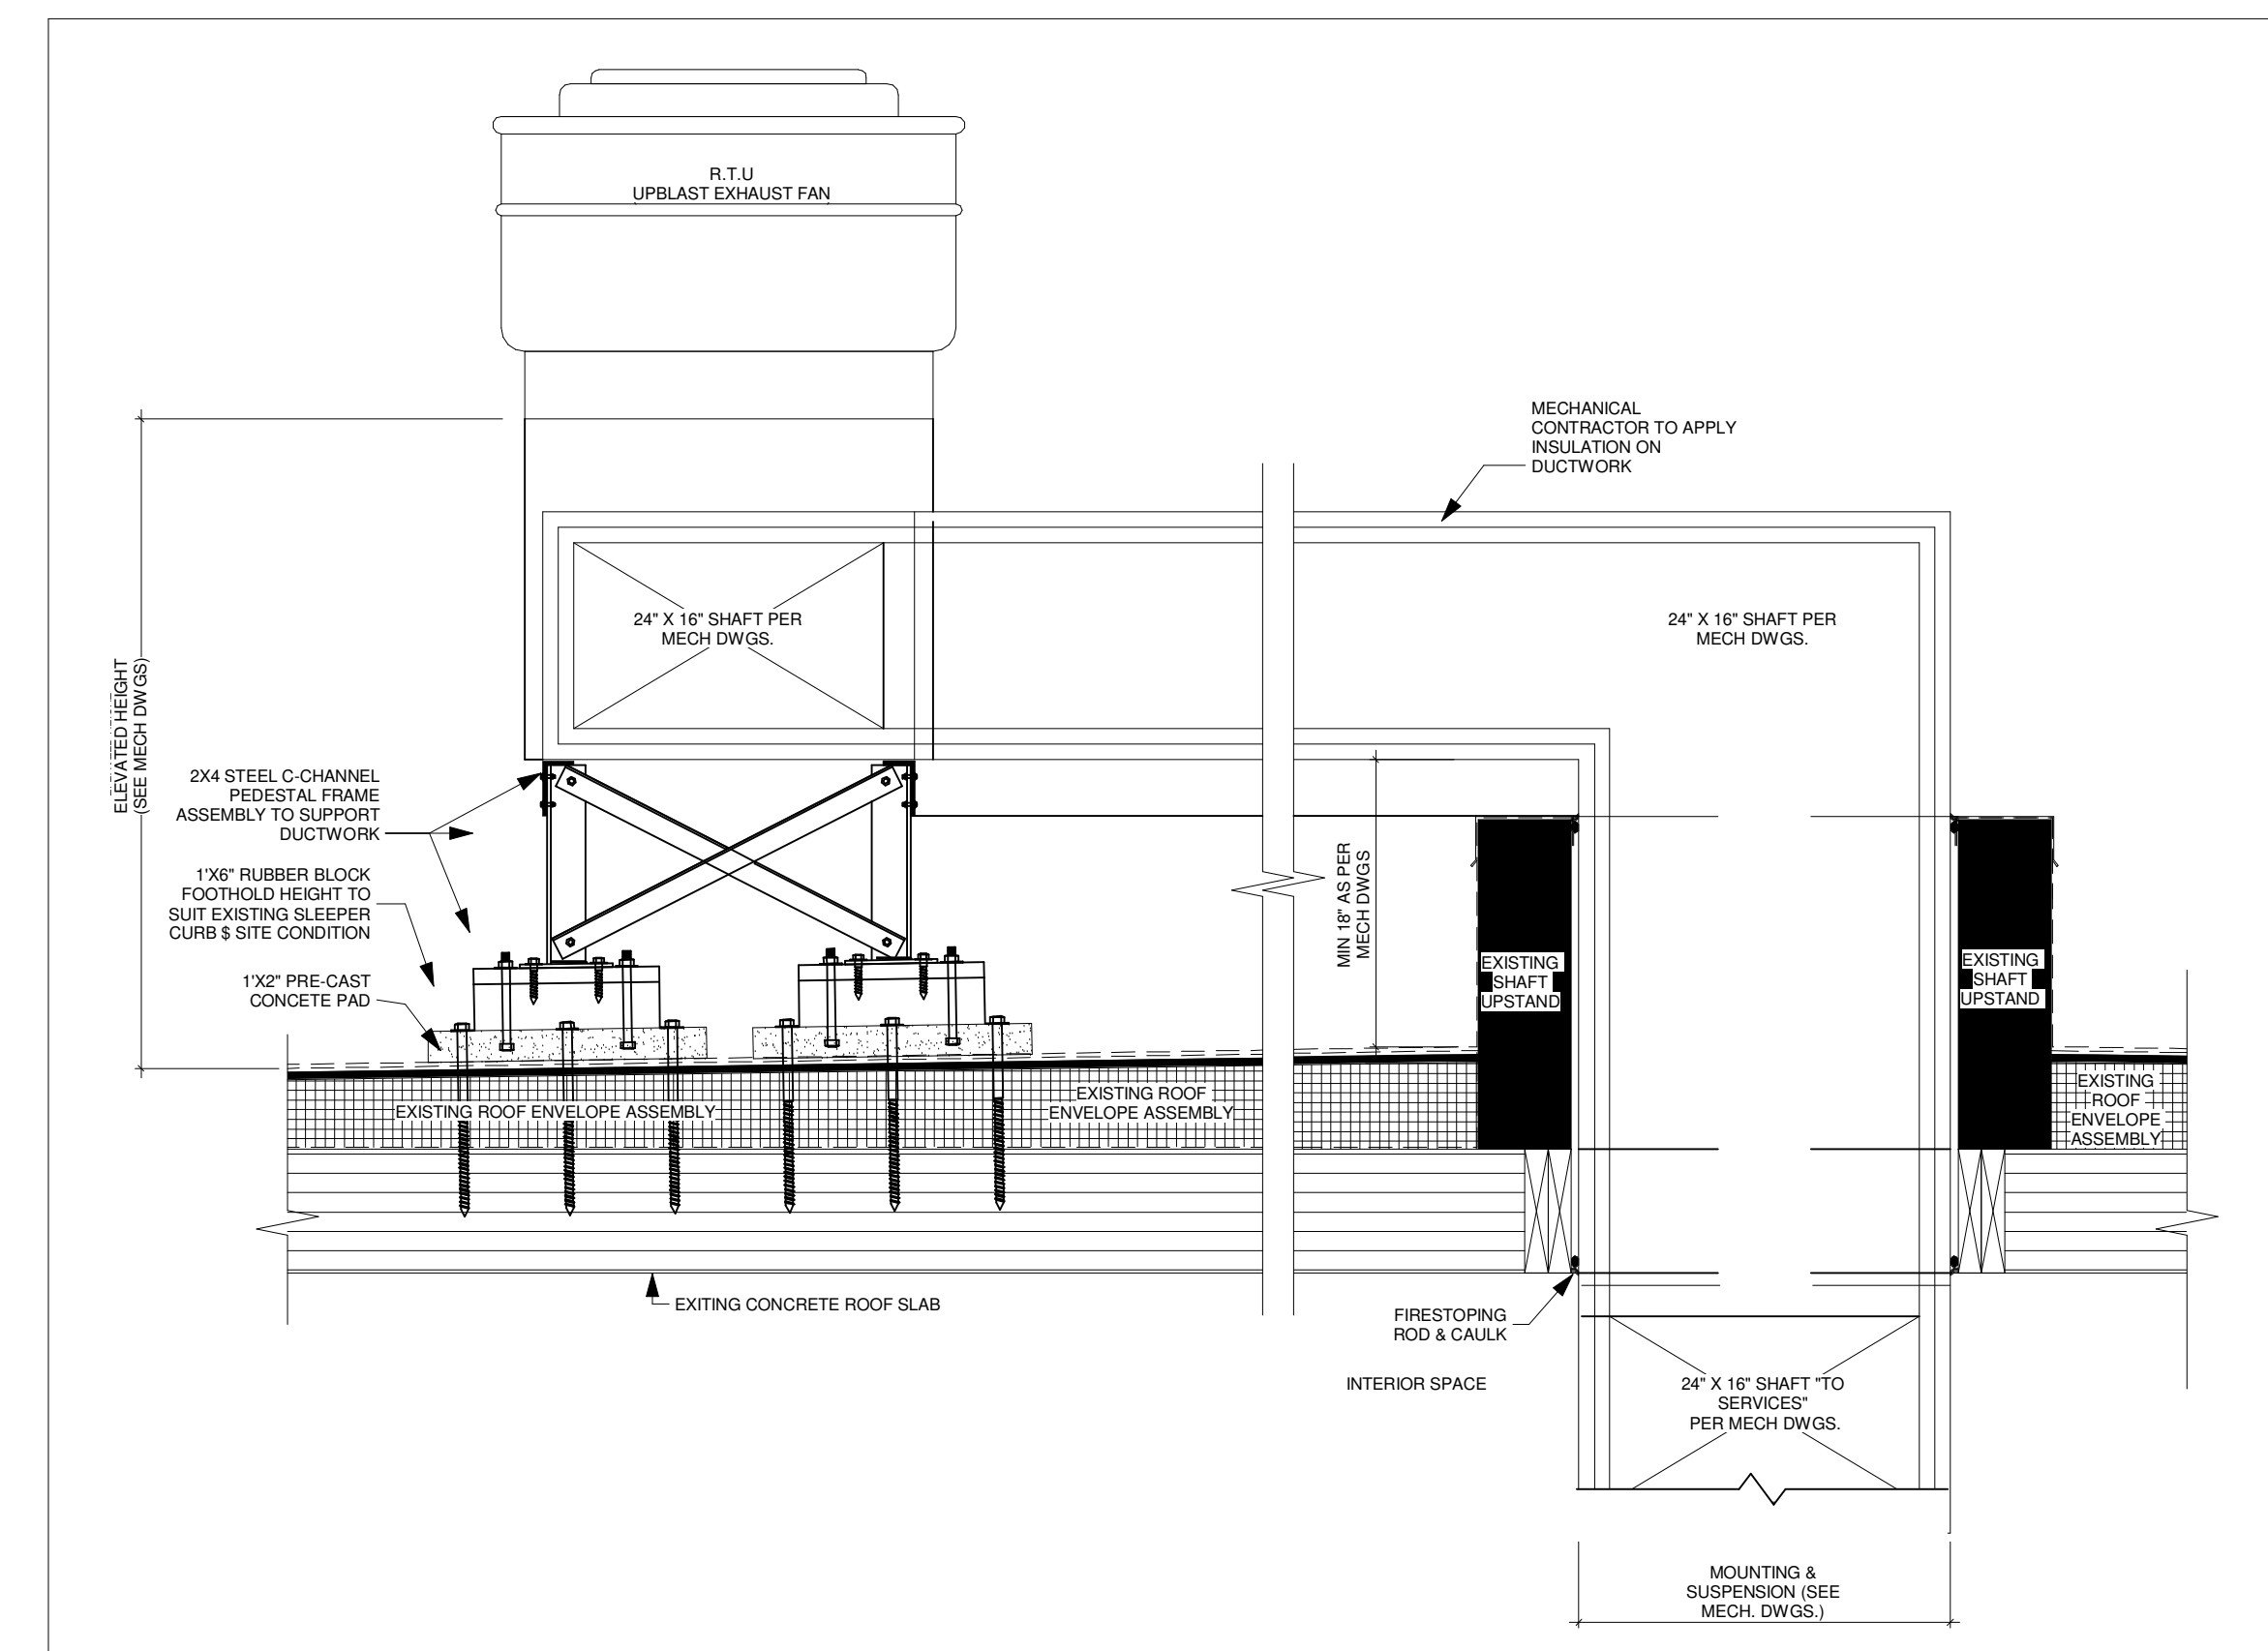 R.T.U
UPBLAST EXHAUST FAN
MECHANICAL
CONTRACTOR TO APPLY
INSULATION ON
DUCTWORK
24" X 16" SHAFT PER
MECH DWGS.
24" X 16" SHAFT PER
MECH DWGS.
ELEVATED HEIGHT
(SEE MECH DWGS)
2X4 STEEL C-CHANNEL
PEDESTAL FRAME
ASSEMBLY TO SUPPORT
DUCTWORK
1'X6" RUBBER BLOCK
FOOTHOLD HEIGHT TO
SUIT EXISTING SLEEPER
CURB $ SITE CONDITION
1'X2" PRE-CAST
CONCETE PAD
MIN 18" AS PER
MECH DWGS
EXISTING
SHAFT
UPSTAND
EXISTING
SHAFT
UPSTAND
EXISTING ROOF ENVELOPE ASSEMBLY
EXISTING ROOF
ENVELOPE ASSEMBLY
EXISTING
ROOF
ENVELOPE
ASSEMBLY
EXITING CONCRETE ROOF SLAB
FIRESTOPING
ROD & CAULK
INTERIOR SPACE
24" X 16" SHAFT "TO
SERVICES"
PER MECH DWGS.
MOUNTING &
SUSPENSION (SEE
MECH. DWGS.)